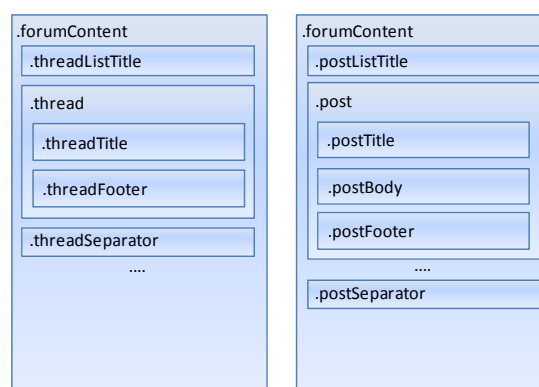 .forumContent
.threadListTitle
.thread
.threadTitle
.threadFooter
.threadSeparator
....
.forumContent
.postListTitle
.post
.postTitle
.postBody
.postFooter
....
.postSeparator